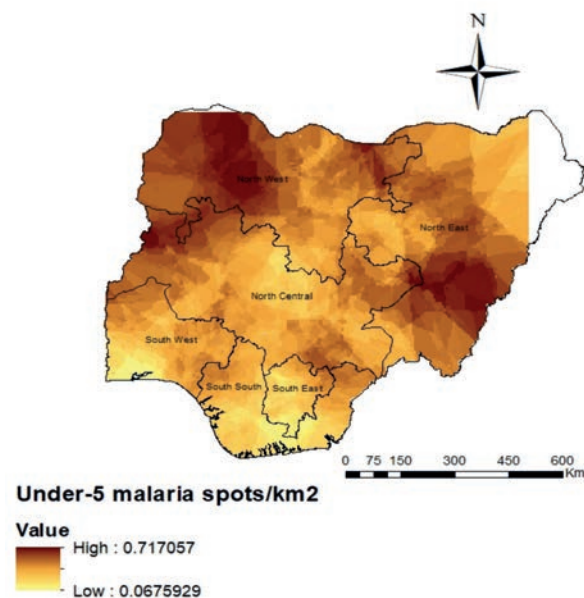 N
North West
North East
North Central
South West
South South
South East
0 75 150 300 450 600
Km
Under-5 malaria spots/km2
Value
High : 0.717057
Low : 0.0675929